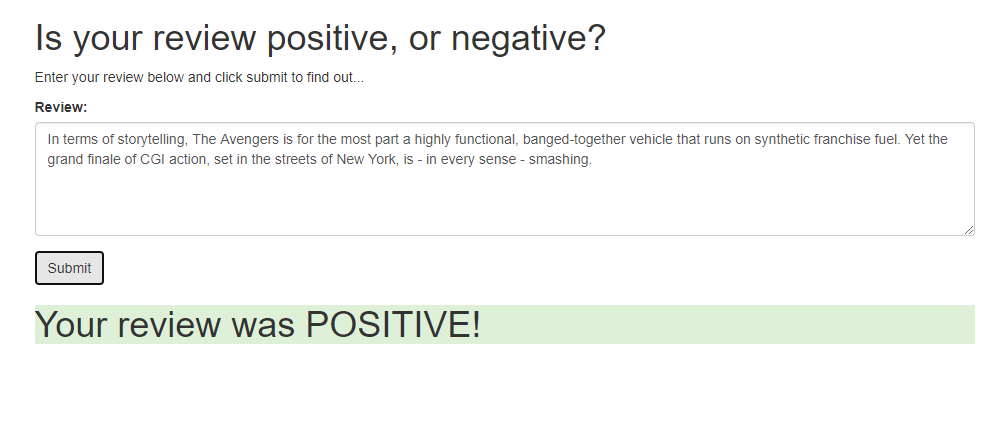 Is your review positive, or negative?
Enter your review below and click submit to find out...
Review:
In terms of storytelling, The Avengers is for the most part a highly functional, banged-together vehicle that runs on synthetic franchise fuel. Yet the
grand finale of CGI action, set in the streets of New York, is - in every sense - smashing.
Submit
Your review was POSITIVE!